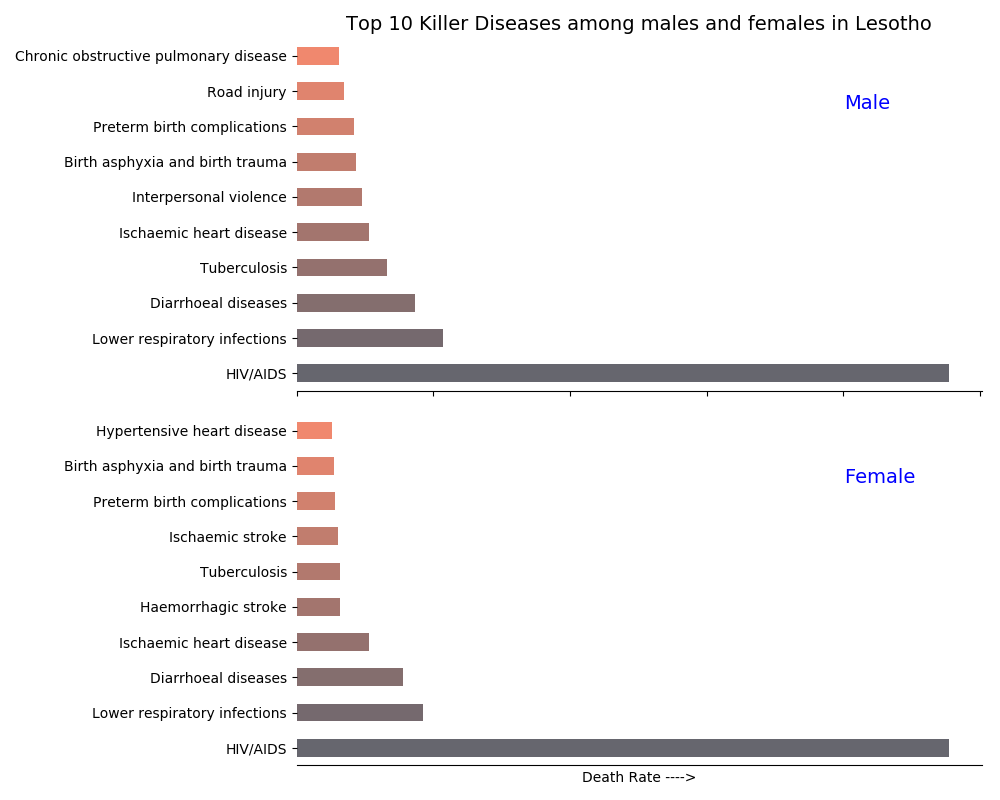 Top 10 Killer Diseases among males and females in Lesotho
Chronic obstructive pulmonary disease
Road injury
Male
Preterm birth complications
Birth asphyxia and birth trauma
Interpersonal violence
Ischaemic heart disease
Tuberculosis
Diarrhoeal diseases
Lower respiratory infections
HIV/AIDS
Hypertensive heart disease
Birth asphyxia and birth trauma
Female
Preterm birth complications
Ischaemic stroke
Tuberculosis
Haemorrhagic stroke
Ischaemic heart disease
Diarrhoeal diseases
Lower respiratory infections
HIV/AIDS
Death Rate ---->